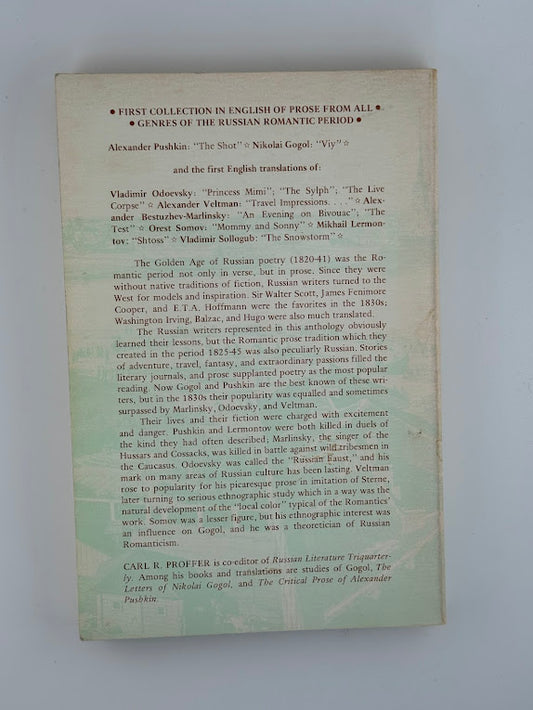 • FIRST COLLECTION IN ENGLISH OF PROSE FROM ALL •
• GENRES OF THE RUSSIAN ROMANTIC PERIOD •
Alexander Pushkin: "The Shot" ☆ Nikolai Gogol: "Viy" ☆
and the first English translations of:
Vladimir Odoevsky: "Princess Mimi"; "The Sylph"; "The Live
Corpse" ☆ Alexander Veltman: "Travel Impressions. . . ." ☆ Alex-
ander Bestuzhev-Marlinsky: "An Evening on Bivouac"; "The
Test" ☆ Orest Somov: "Mommy and Sonny" ☆ Mikhail Lermon-
tov: "Shtoss" ☆ Vladimir Sollogub: "The Snowstorm" ☆
The Golden Age of Russian poetry (1820-41) was the Ro-
mantic period not only in verse, but in prose. Since they were
without native traditions of fiction, Russian writers turned to the
West for models and inspiration. Sir Walter Scott, James Fenimore
Cooper, and E.T.A. Hoffmann were the favorites in the 1830s;
Washington Irving, Balzac, and Hugo were also much translated.
The Russian writers represented in this anthology obviously
learned their lessons, but the Romantic prose tradition which they
created in the period 1825-45 was also peculiarly Russian. Stories
of adventure, travel, fantasy, and extraordinary passions filled the
literary journals, and prose supplanted poetry as the most popular
reading. Now Gogol and Pushkin are the best known of these wri-
ters, but in the 1830s their popularity was equalled and sometimes
surpassed by Marlinsky, Odoevsky, and Veltman.
Their lives and their fiction were charged with excitement
and danger. Pushkin and Lermontov were both killed in duels of
the kind they had often described; Marlinsky, the singer of the
Hussars and Cossacks, was killed in battle against wild tribesmen in
the Caucasus. Odoevsky was called the "Russian Faust," and his
mark on many areas of Russian culture has been lasting. Veltman
rose to popularity for his picaresque prose in imitation of Sterne,
later turning to serious ethnographic study which in a way was the
natural development of the "local color" typical of the Romantics'
work. Somov was a lesser figure, but his ethnographic interest was
an influence on Gogol, and he was a theoretician of Russian
Romanticism.
CARL R. PROFFER is co-editor of Russian Literature Triquarter-
ly. Among his books and translations are studies of Gogol, The
Letters of Nikolai Gogol, and The Critical Prose of Alexander
Pushkin.